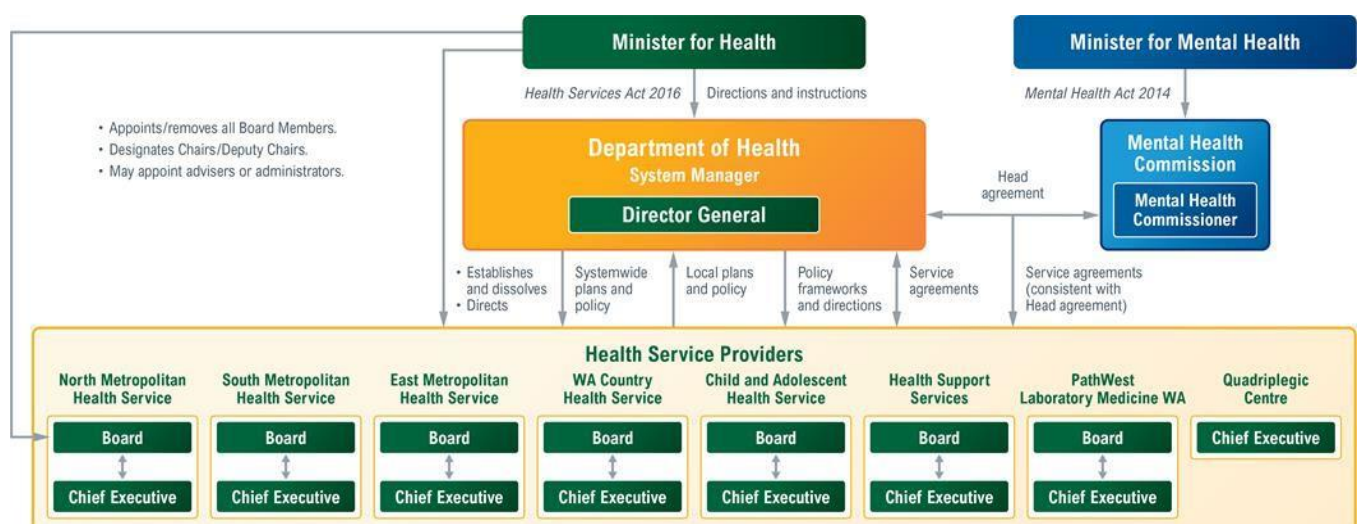 Minister for Health
Minister for Mental Health
Health Services Act 2016
Directions and instructions
Mental Health Act 2014
• Appoints/removes all Board Members.
• Designates Chairs/Deputy Chairs.
• May appoint advisers or administrators.
Department of Health
System Manager
Director General
Head
agreement
Mental Health
Commission
Mental Health
Commissioner
• Establishes
and dissolves
• Directs
Systemwide
plans and
policy
Local plans
and policy
Policy
frameworks
and directions
Service
agreements
Service agreements
(consistent with
Head agreement)
Health Service Providers
North Metropolitan
Health Service
Board
Chief Executive
South Metropolitan
Health Service
Board
Chief Executive
East Metropolitan
Health Service
Board
Chief Executive
WA Country
Health Service
Board
Chief Executive
Child and Adolescent
Health Service
Board
Chief Executive
Health Support
Services
Board
Chief Executive
PathWest
Laboratory Medicine WA
Board
Chief Executive
Quadriplegic
Centre
Chief Executive